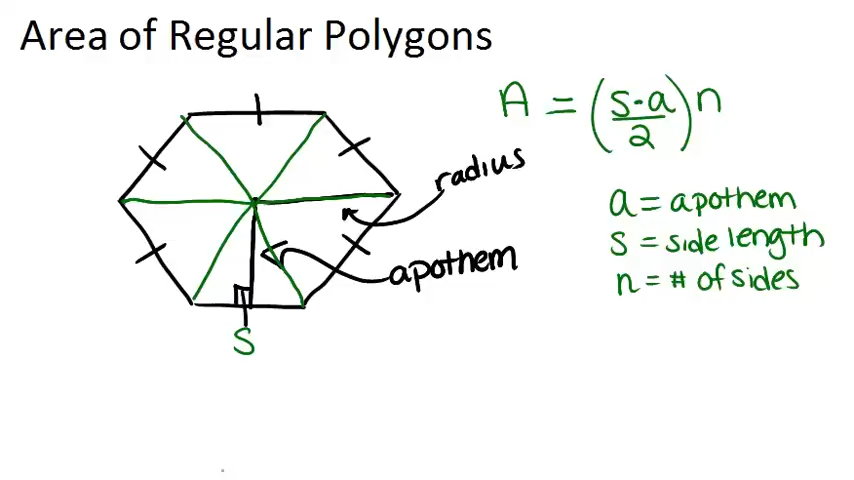 Area of Regular Polygons
A = (s·a/2)n
radius
a = apothem
s = side length
apothem
n = # of sides
s